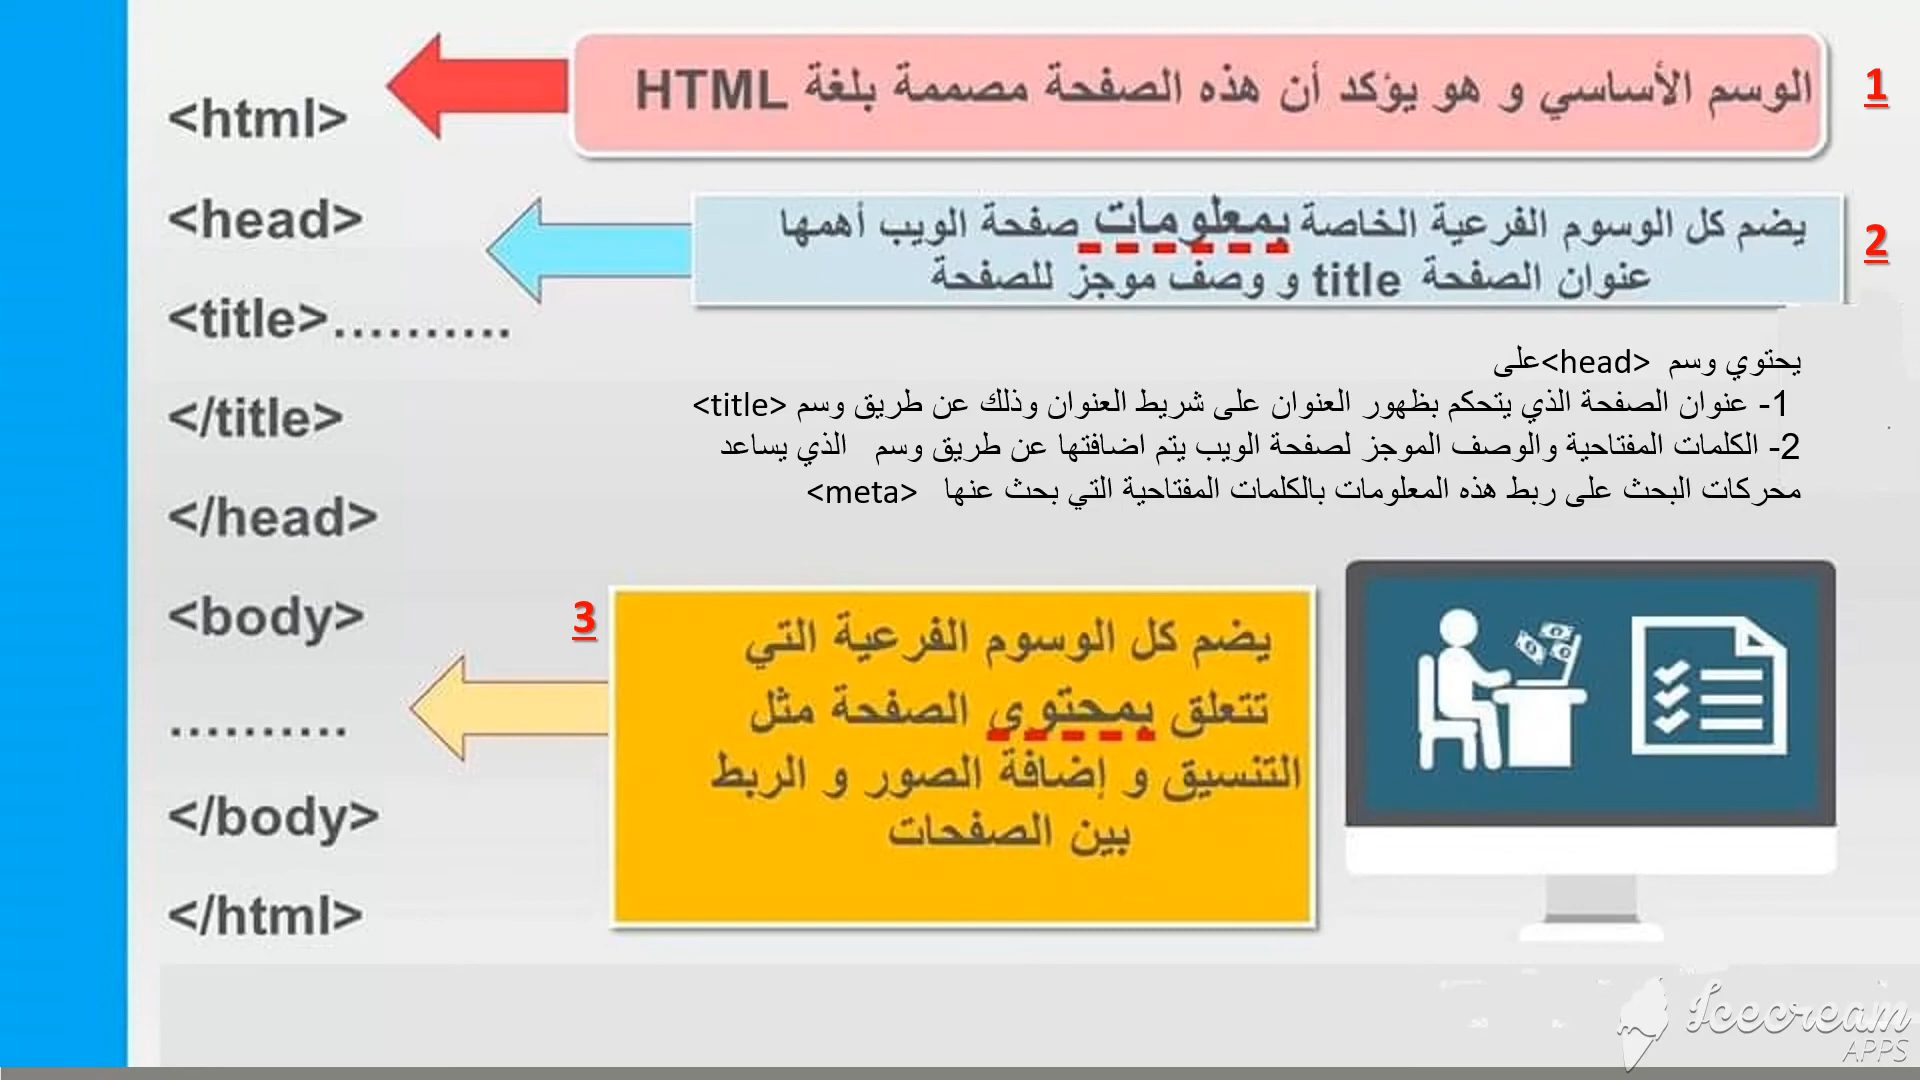 <html>
<head>
<title>..........
</title>
</head>
<body>
..........
</body>
</html>
1
الوسم الأساسي و هو يؤكد أن هذه الصفحة مصممة بلغة HTML
2
يضم كل الوسوم الفرعية الخاصة بمعلومات صفحة الويب أهمها
عنوان الصفحة title و وصف موجز للصفحة
يحتوي وسم <head>على
1- عنوان الصفحة الذي يتحكم بظهور العنوان على شريط العنوان وذلك عن طريق وسم <title>
2- الكلمات المفتاحية والوصف الموجز لصفحة الويب يتم اضافتها عن طريق وسم الذي يساعد
محركات البحث على ربط هذه المعلومات بالكلمات المفتاحية التي بحث عنها <meta>
3
يضم كل الوسوم الفرعية التي
تتعلق بمحتوي الصفحة مثل
التنسيق و إضافة الصور و الربط
بين الصفحات
Icecream
APPS